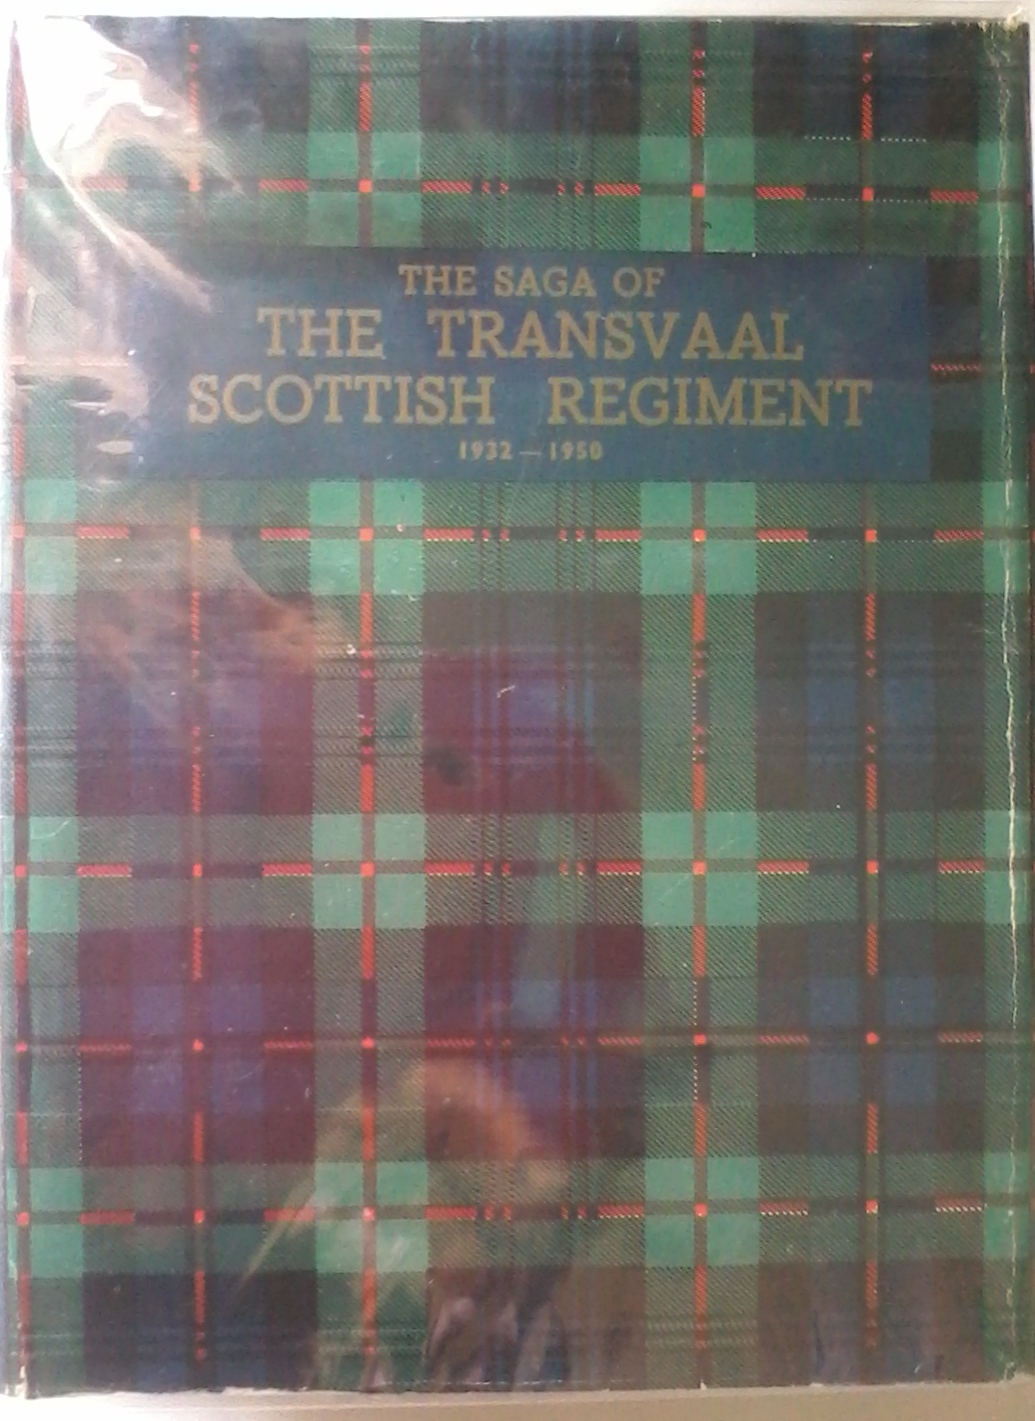 THE SAGA OF
THE TRANSVAAL
SCOTTISH REGIMENT
1932 — 1950